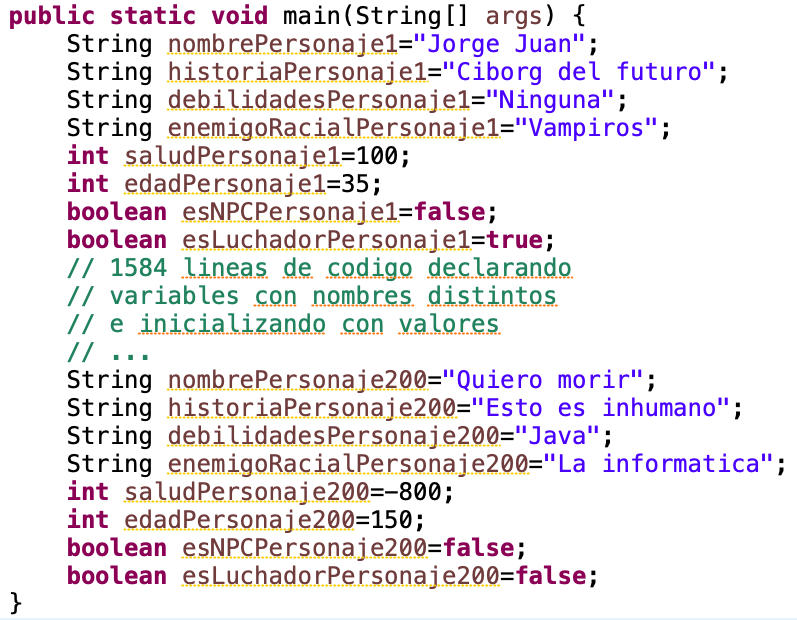 public static void main(String[] args) {
    String nombrePersonaje1="Jorge Juan";
    String historiaPersonaje1="Ciborg del futuro";
    String debilidadesPersonaje1="Ninguna";
    String enemigoRacialPersonaje1="Vampiros";
    int saludPersonaje1=100;
    int edadPersonaje1=35;
    boolean esNPCPersonaje1=false;
    boolean esLuchadorPersonaje1=true;
    // 1584 lineas de codigo declarando
    // variables con nombres distintos
    // e inicializando con valores
    // ...
    String nombrePersonaje200="Quiero morir";
    String historiaPersonaje200="Esto es inhumano";
    String debilidadesPersonaje200="Java";
    String enemigoRacialPersonaje200="La informatica";
    int saludPersonaje200=-800;
    int edadPersonaje200=150;
    boolean esNPCPersonaje200=false;
    boolean esLuchadorPersonaje200=false;
}